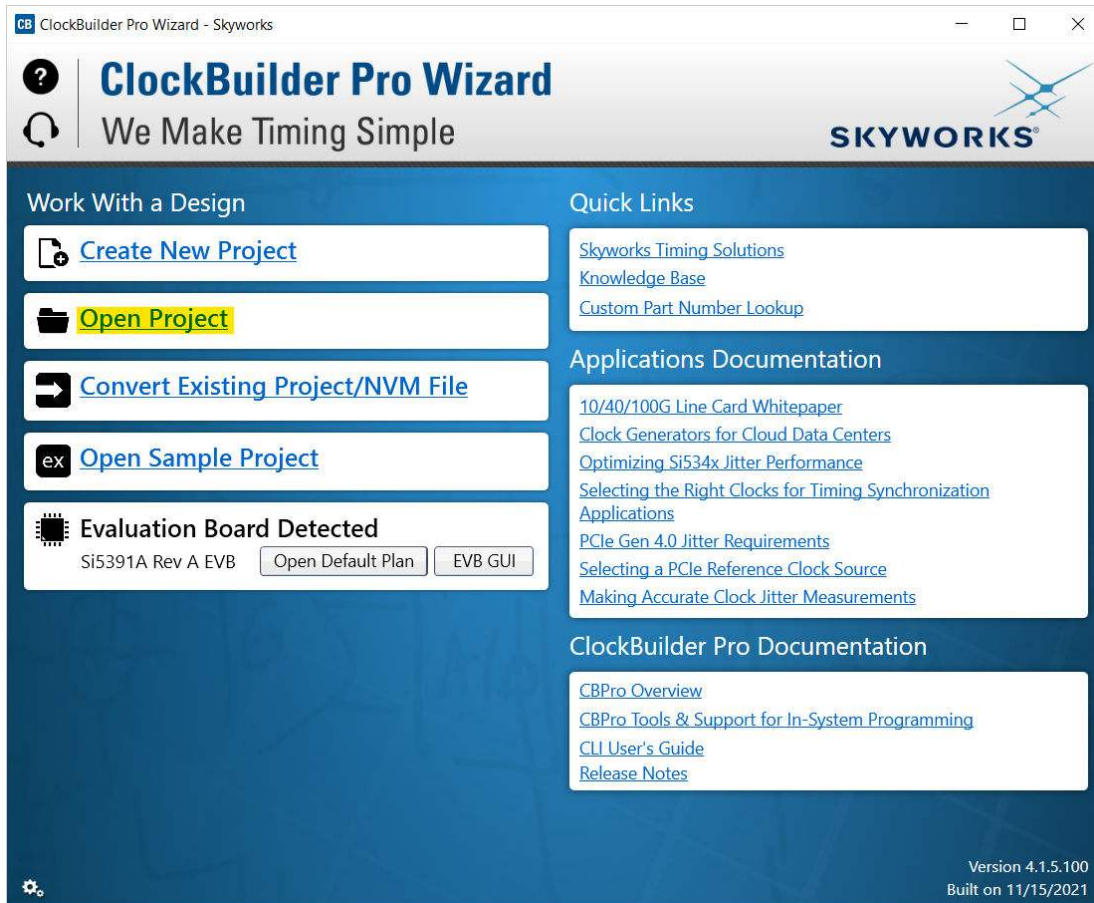 CB ClockBuilder Pro Wizard - Skyworks
?
ClockBuilder Pro Wizard
We Make Timing Simple
SKYWORKS®
Work With a Design
Create New Project
Open Project
Convert Existing Project/NVM File
ex Open Sample Project
Evaluation Board Detected
Si5391A Rev A EVB Open Default Plan EVB GUI
Quick Links
Skyworks Timing Solutions
Knowledge Base
Custom Part Number Lookup
Applications Documentation
10/40/100G Line Card Whitepaper
Clock Generators for Cloud Data Centers
Optimizing Si534x Jitter Performance
Selecting the Right Clocks for Timing Synchronization
Applications
PCIe Gen 4.0 Jitter Requirements
Selecting a PCIe Reference Clock Source
Making Accurate Clock Jitter Measurements
ClockBuilder Pro Documentation
CBPro Overview
CBPro Tools & Support for In-System Programming
CLI User's Guide
Release Notes
Version 4.1.5.100
Built on 11/15/2021